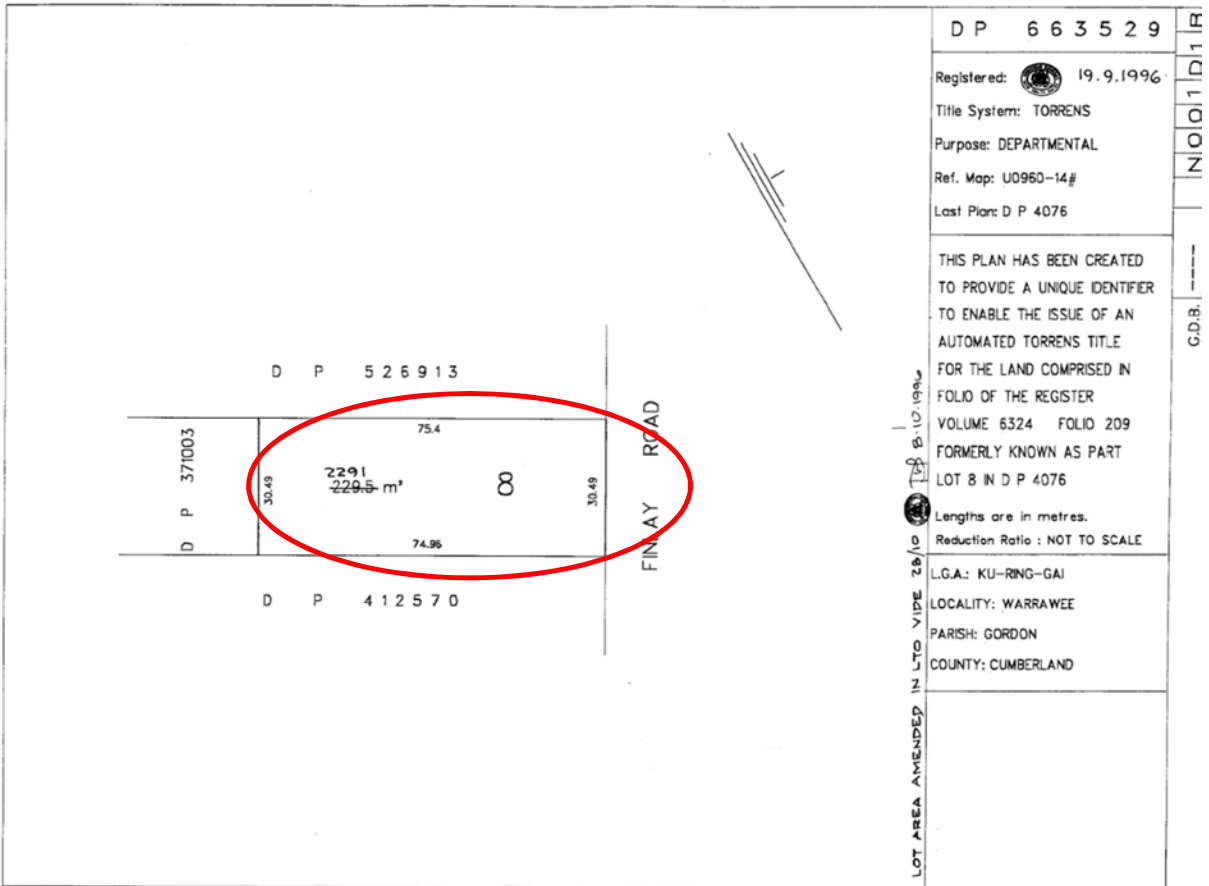 DP 663529
Registered: 19.9.1996
Title System: TORRENS
Purpose: DEPARTMENTAL
Ref. Map: U0960-14#
Last Plan: D P 4076
THIS PLAN HAS BEEN CREATED
TO PROVIDE A UNIQUE IDENTIFIER
TO ENABLE THE ISSUE OF AN
AUTOMATED TORRENS TITLE
FOR THE LAND COMPRISED IN
FOLIO OF THE REGISTER
VOLUME 6324 FOLIO 209
FORMERLY KNOWN AS PART
LOT 8 IN D P 4076
Lengths are in metres.
Reduction Ratio : NOT TO SCALE
L.G.A.: KU-RING-GAI
LOCALITY: WARRAWEE
PARISH: GORDON
COUNTY: CUMBERLAND
DP 526913
75.4
DP 371003
30.49
2291
229.5 m²
8
30.49
74.95
FINLAY ROAD
DP 412570
LOT AREA AMENDED IN LTO VIDE 28/10 8.10.1996
G.D.B. ----